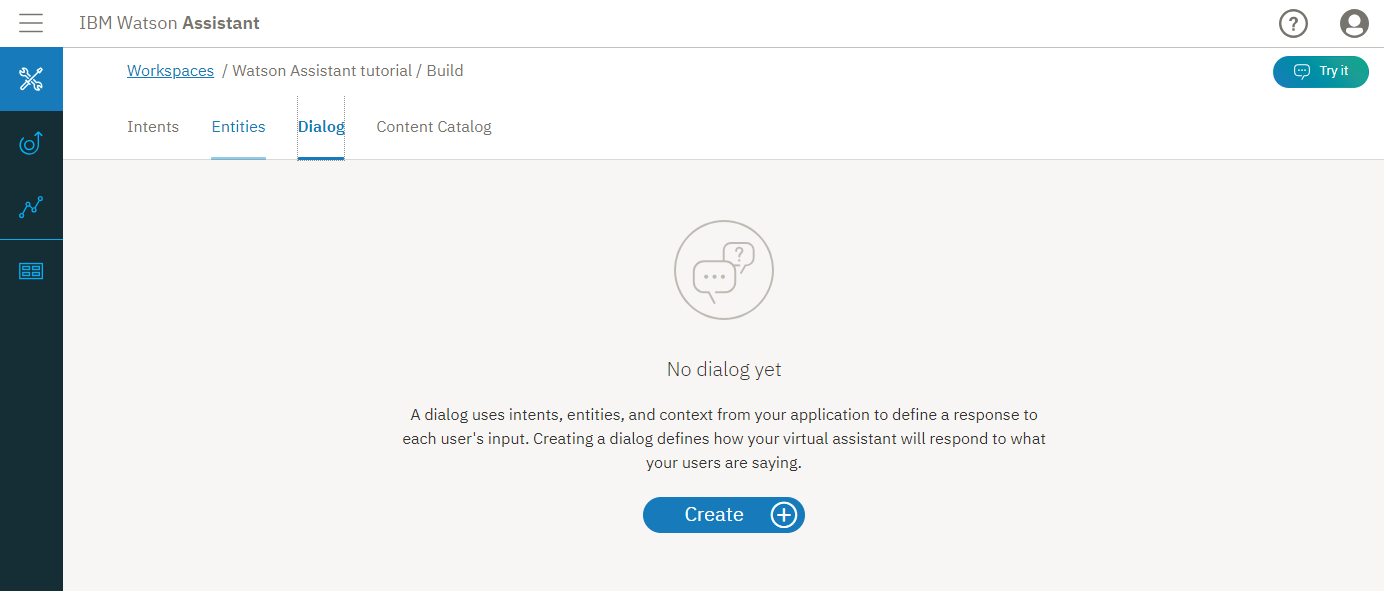 IBM Watson Assistant
?
Workspaces / Watson Assistant tutorial / Build
Try it
Intents Entities Dialog Content Catalog
?
No dialog yet
A dialog uses intents, entities, and context from your application to define a response to
each user's input. Creating a dialog defines how your virtual assistant will respond to what
your users are saying.
Create